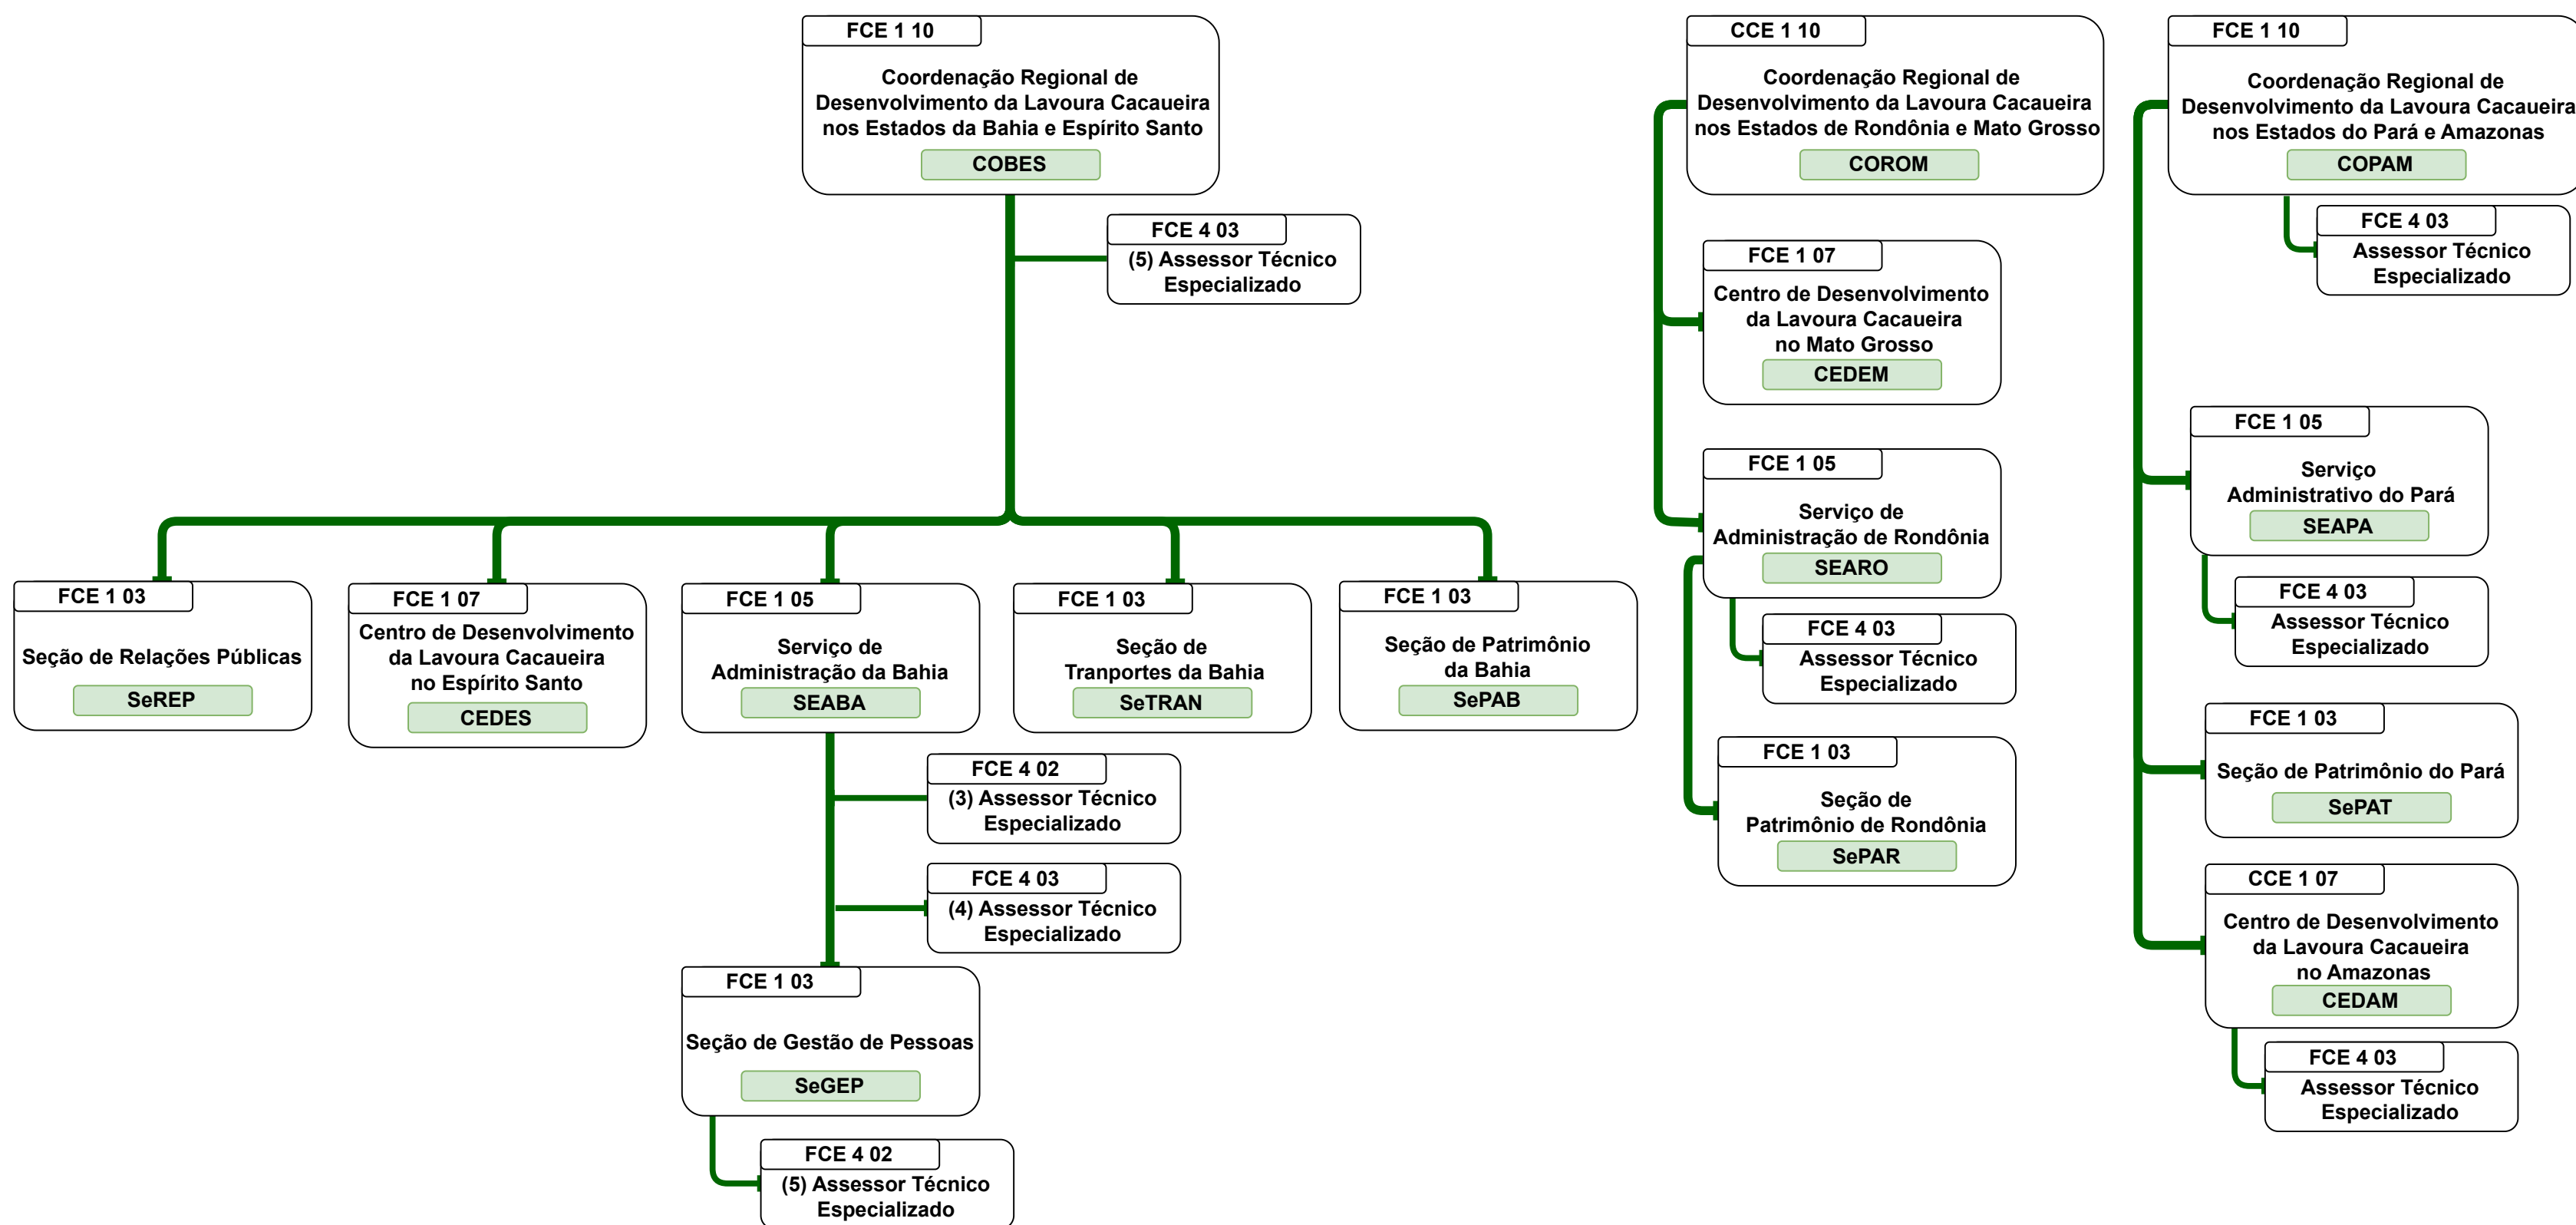 FCE 1 10
Coordenação Regional de
Desenvolvimento da Lavoura Cacaueira
nos Estados da Bahia e Espírito Santo
COBES
FCE 4 03
(5) Assessor Técnico
Especializado
FCE 1 03
Seção de Relações Públicas
SeREP
FCE 1 07
Centro de Desenvolvimento
da Lavoura Cacaueira
no Espírito Santo
CEDES
FCE 1 05
Serviço de
Administração da Bahia
SEABA
FCE 1 03
Seção de
Tranportes da Bahia
SeTRAN
FCE 1 03
Seção de Patrimônio
da Bahia
SePAB
FCE 4 02
(3) Assessor Técnico
Especializado
FCE 4 03
(4) Assessor Técnico
Especializado
FCE 1 03
Seção de Gestão de Pessoas
SeGEP
FCE 4 02
(5) Assessor Técnico
Especializado
CCE 1 10
Coordenação Regional de
Desenvolvimento da Lavoura Cacaueira
nos Estados de Rondônia e Mato Grosso
COROM
FCE 1 07
Centro de Desenvolvimento
da Lavoura Cacaueira
no Mato Grosso
CEDEM
FCE 1 05
Serviço de
Administração de Rondônia
SEARO
FCE 4 03
Assessor Técnico
Especializado
FCE 1 03
Seção de
Patrimônio de Rondônia
SePAR
FCE 1 10
Coordenação Regional de
Desenvolvimento da Lavoura Cacaueira
nos Estados do Pará e Amazonas
COPAM
FCE 4 03
Assessor Técnico
Especializado
FCE 1 05
Serviço
Administrativo do Pará
SEAPA
FCE 4 03
Assessor Técnico
Especializado
FCE 1 03
Seção de Patrimônio do Pará
SePAT
CCE 1 07
Centro de Desenvolvimento
da Lavoura Cacaueira
no Amazonas
CEDAM
FCE 4 03
Assessor Técnico
Especializado